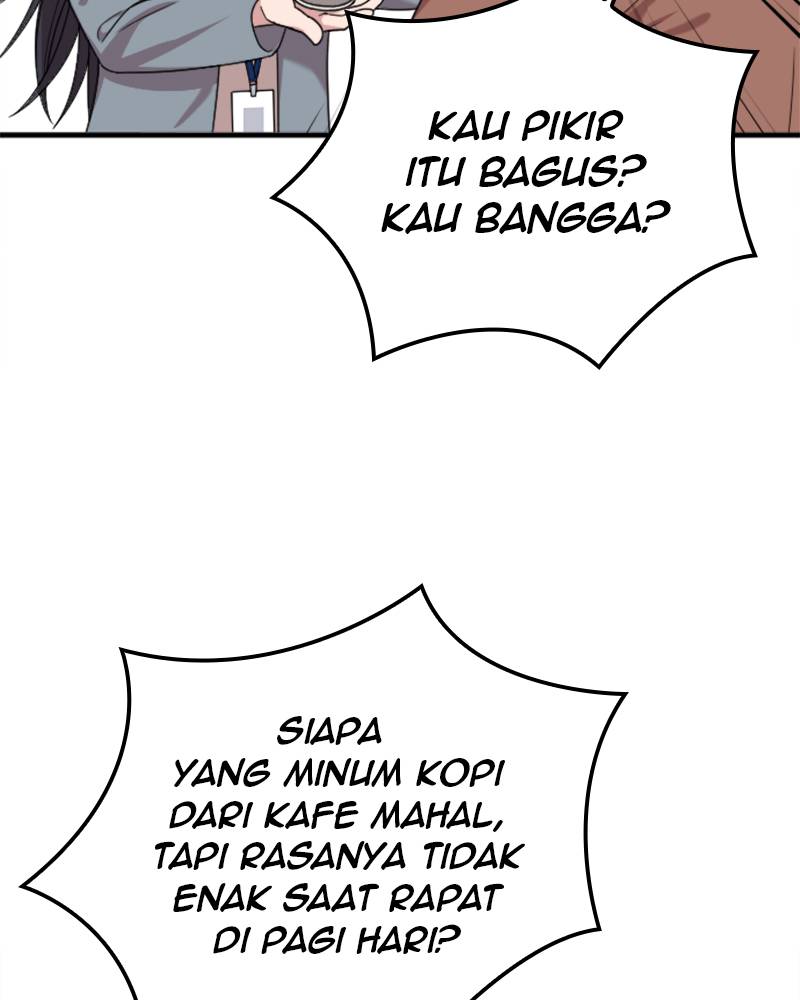 KAU PIKIR
ITU BAGUS?
KAU BANGGA?
SIAPA
YANG MINUM KOPI
DARI KAFE MAHAL,
TAPI RASANYA TIDAK
ENAK SAAT RAPAT
DI PAGI HARI?